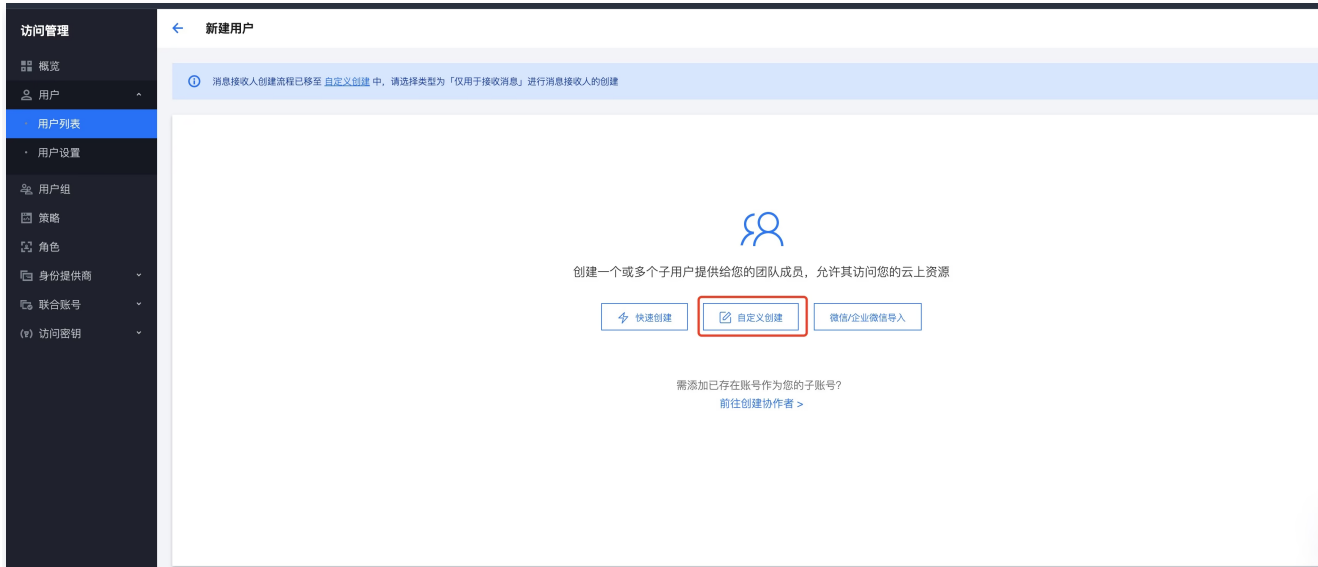 访问管理
概览
用户
用户列表
用户设置
用户组
策略
角色
身份提供商
联合账号
访问密钥
新建用户
消息接收人创建流程已移至 自定义创建 中，请选择类型为「仅用于接收消息」进行消息接收人的创建
创建一个或多个子用户提供给您的团队成员，允许其访问您的云上资源
快速创建
自定义创建
微信/企业微信导入
需添加已存在账号作为您的子账号?
前往创建协作者 >